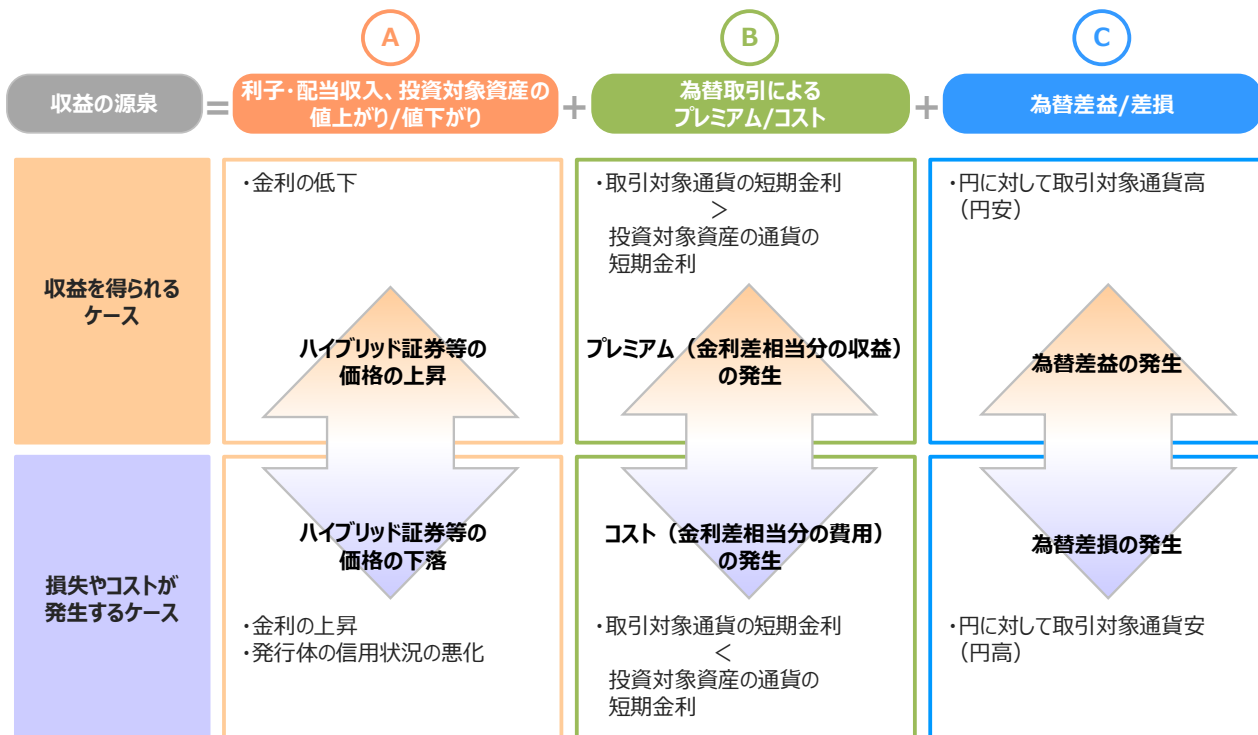 A
B
C
収益の源泉
=
利子・配当収入、投資対象資産の
値上がり/値下がり
+
為替取引による
プレミアム/コスト
+
為替差益/差損
収益を得られる
ケース
・金利の低下
ハイブリッド証券等の
価格の上昇
・取引対象通貨の短期金利
＞
投資対象資産の通貨の
短期金利
プレミアム（金利差相当分の収益）
の発生
・円に対して取引対象通貨高
（円安）
為替差益の発生
損失やコストが
発生するケース
ハイブリッド証券等の
価格の下落
・金利の上昇
・発行体の信用状況の悪化
コスト（金利差相当分の費用）
の発生
・取引対象通貨の短期金利
＜
投資対象資産の通貨の
短期金利
為替差損の発生
・円に対して取引対象通貨安
（円高）